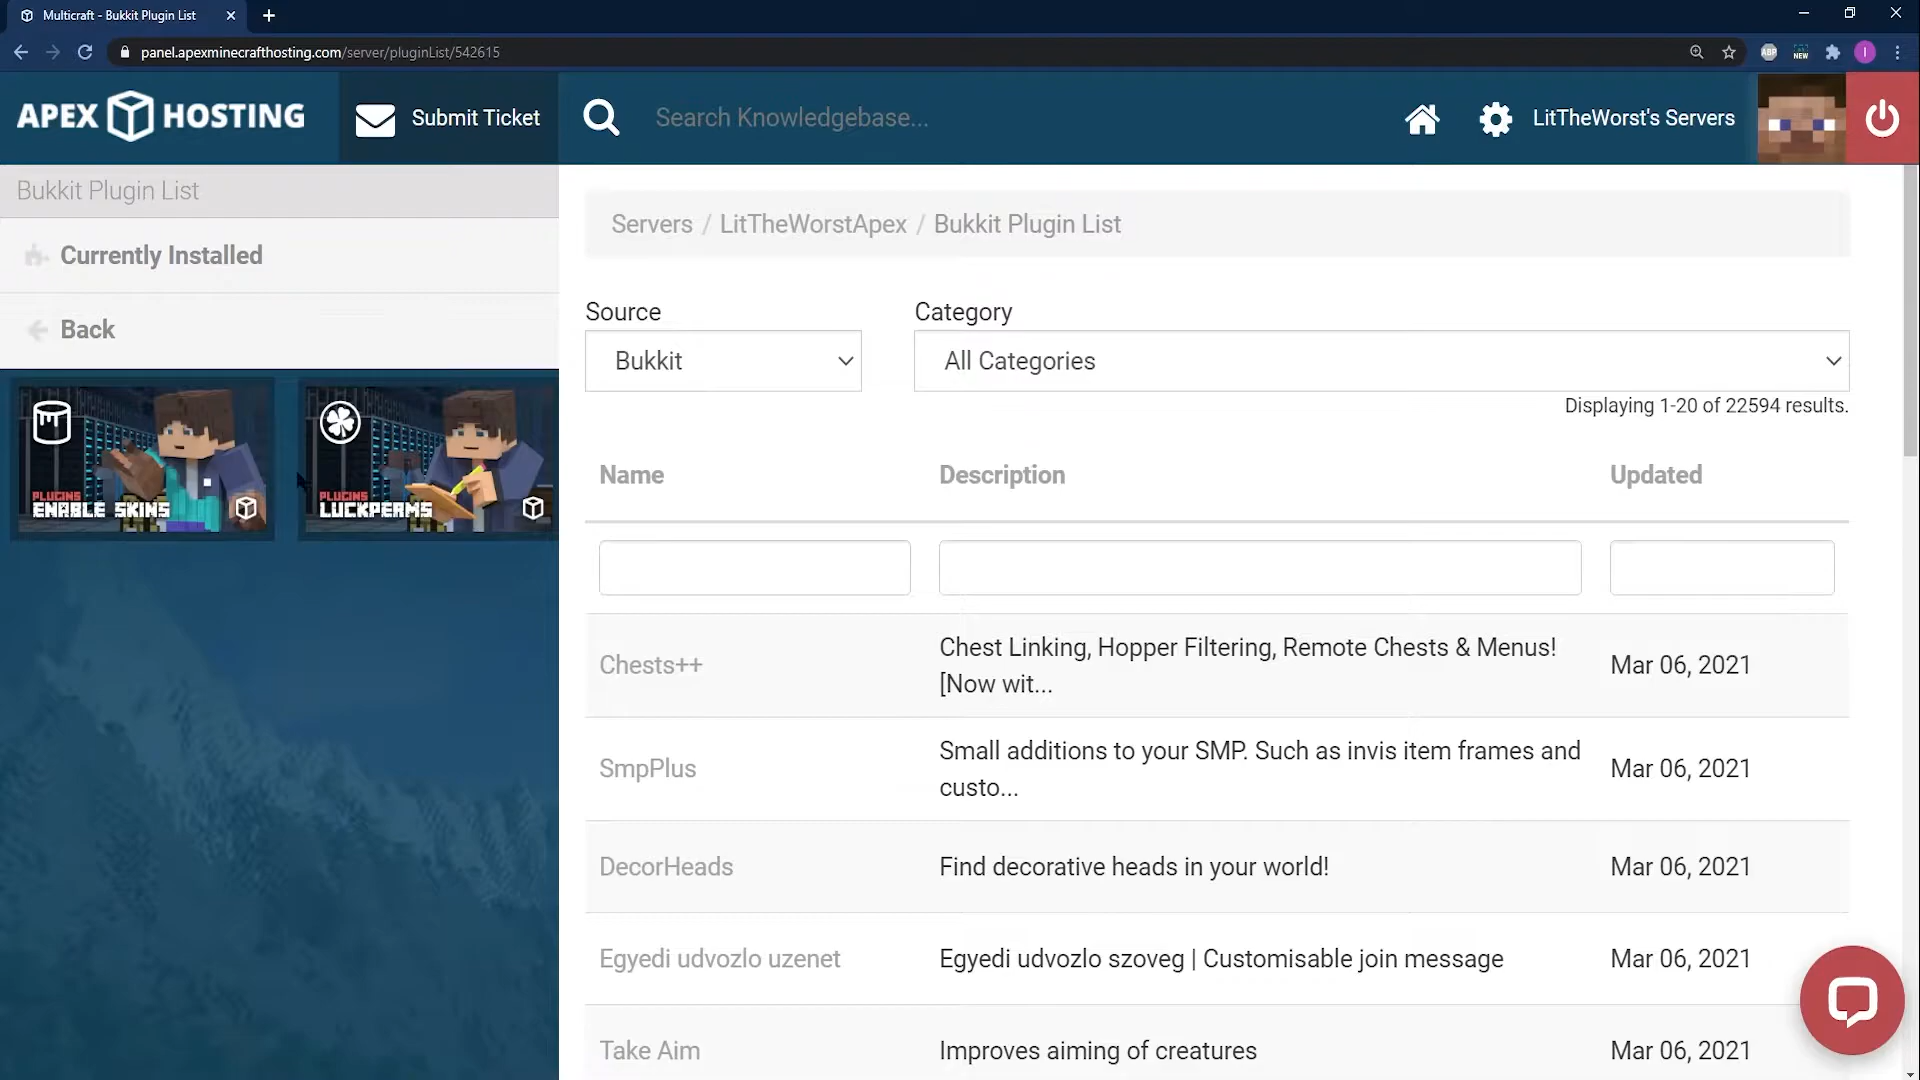 Multicraft - Bukkit Plugin List
panel.apexminecrafthosting.com/server/pluginList/542615
ABP
NEW
I
APEX HOSTING
Submit Ticket
Search Knowledgebase...
LitTheWorst's Servers
Bukkit Plugin List
Currently Installed
Back
PLUGINS
ENABLE SKINS
PLUGINS
LUCKPERMS
Servers / LitTheWorstApex / Bukkit Plugin List
Source
Category
Bukkit
All Categories
Displaying 1-20 of 22594 results.
Name
Description
Updated
Chests++
Chest Linking, Hopper Filtering, Remote Chests & Menus!
[Now wit...
Mar 06, 2021
SmpPlus
Small additions to your SMP. Such as invis item frames and
custo...
Mar 06, 2021
DecorHeads
Find decorative heads in your world!
Mar 06, 2021
Egyedi udvozlo uzenet
Egyedi udvozlo szoveg | Customisable join message
Mar 06, 2021
Take Aim
Improves aiming of creatures
Mar 06, 2021